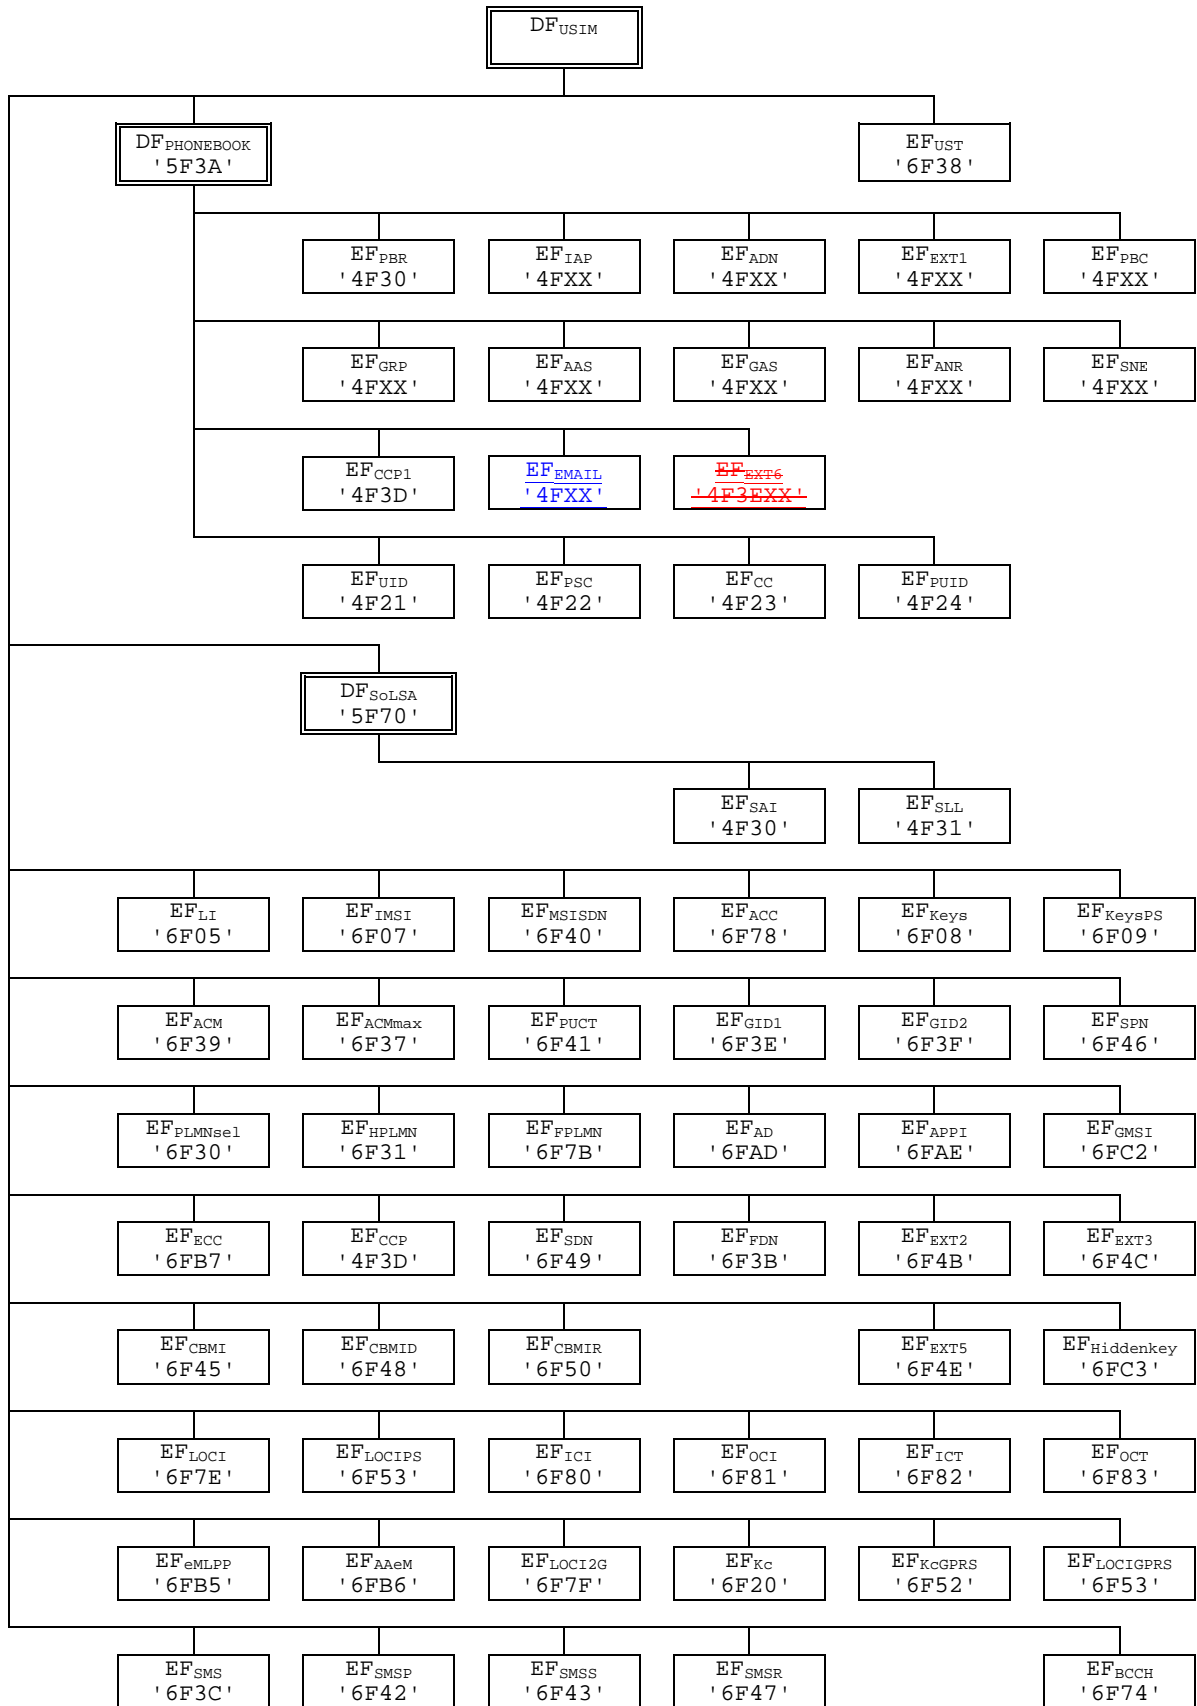 DFUSIM
DFPHONEBOOK
'5F3A'
EFUST
'6F38'
EFPBR
'4F30'
EFIAP
'4FXX'
EFADN
'4FXX'
EFEXT1
'4FXX'
EFPBC
'4FXX'
EFGRP
'4FXX'
EFAAS
'4FXX'
EFGAS
'4FXX'
EFANR
'4FXX'
EFSNE
'4FXX'
EFCCP1
'4F3D'
EFEMAIL
'4FXX'
EFEXT6
'4F3EXX'
EFUID
'4F21'
EFPSC
'4F22'
EFCC
'4F23'
EFPUID
'4F24'
DFSoLSA
'5F70'
EFSAI
'4F30'
EFSLL
'4F31'
EFLI
'6F05'
EFIMSI
'6F07'
EFMSISDN
'6F40'
EFACC
'6F78'
EFKeys
'6F08'
EFKeysPS
'6F09'
EFACM
'6F39'
EFACMmax
'6F37'
EFPUCT
'6F41'
EFGID1
'6F3E'
EFGID2
'6F3F'
EFSPN
'6F46'
EFPLMNsel
'6F30'
EFHPLMN
'6F31'
EFFPLMN
'6F7B'
EFAD
'6FAD'
EFAPPI
'6FAE'
EFGMSI
'6FC2'
EFECC
'6FB7'
EFCCP
'4F3D'
EFSDN
'6F49'
EFFDN
'6F3B'
EFEXT2
'6F4B'
EFEXT3
'6F4C'
EFCBMI
'6F45'
EFCBMID
'6F48'
EFCBMIR
'6F50'
EFEXT5
'6F4E'
EFHiddenkey
'6FC3'
EFLOCI
'6F7E'
EFLOCIPS
'6F53'
EFICI
'6F80'
EFOCI
'6F81'
EFICT
'6F82'
EFOCT
'6F83'
EFeMLPP
'6FB5'
EFAAeM
'6FB6'
EFLOCI2G
'6F7F'
EFKc
'6F20'
EFKcGPRS
'6F52'
EFLOCIGPRS
'6F53'
EFSMS
'6F3C'
EFSMSP
'6F42'
EFSMSS
'6F43'
EFSMSR
'6F47'
EFBCCH
'6F74'